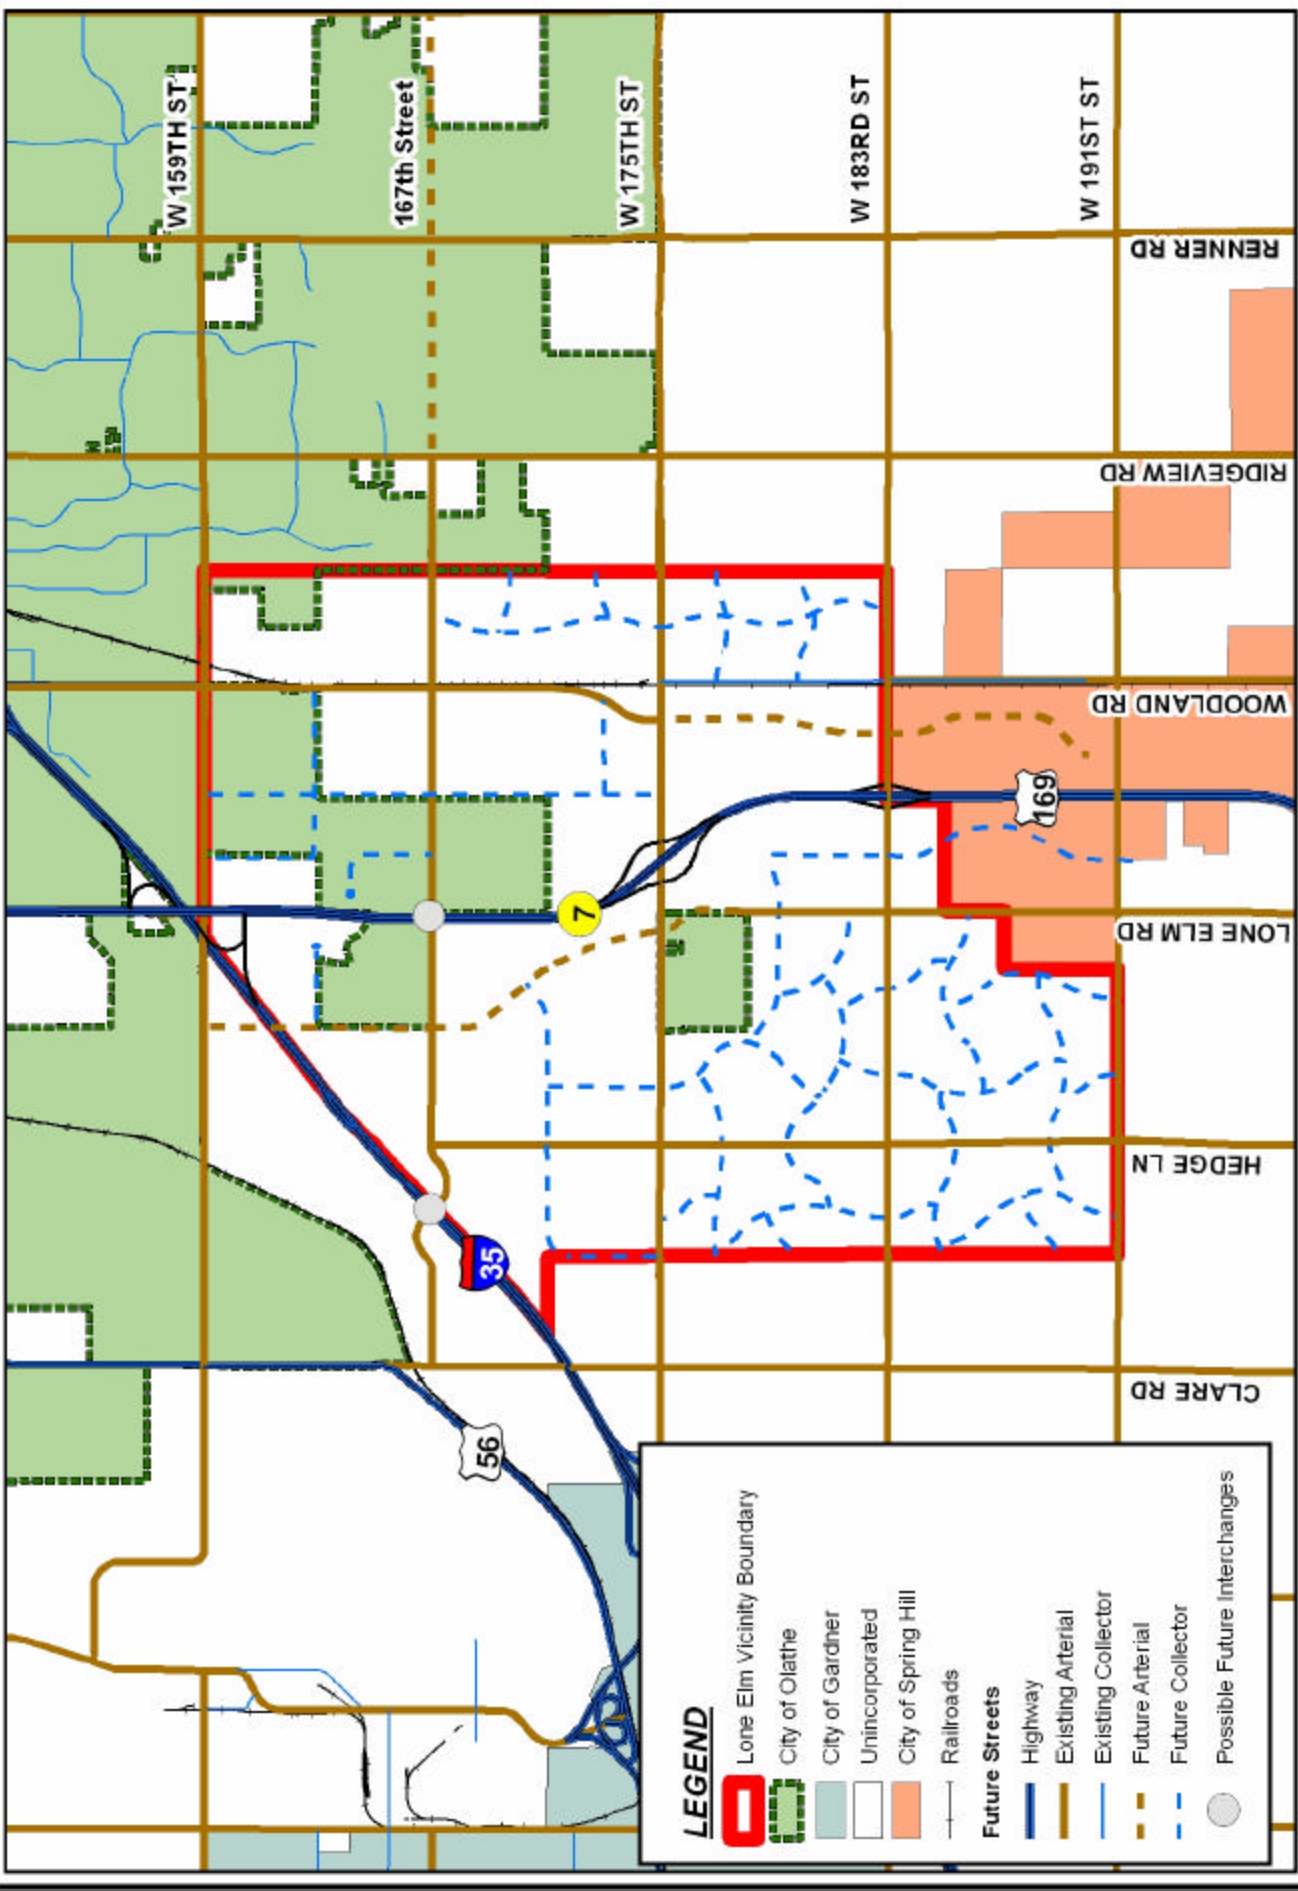 W 159TH ST
167th Street
W 175TH ST
W 183RD ST
W 191ST ST
RENNER RD
RIDGEVIEW RD
WOODLAND RD
169
LONE ELM RD
7
HEDGE LN
35
CLARE RD
56
LEGEND
Lone Elm Vicinity Boundary
City of Olathe
City of Gardner
Unincorporated
City of Spring Hill
Railroads
Future Streets
Highway
Existing Arterial
Existing Collector
Future Arterial
Future Collector
Possible Future Interchanges